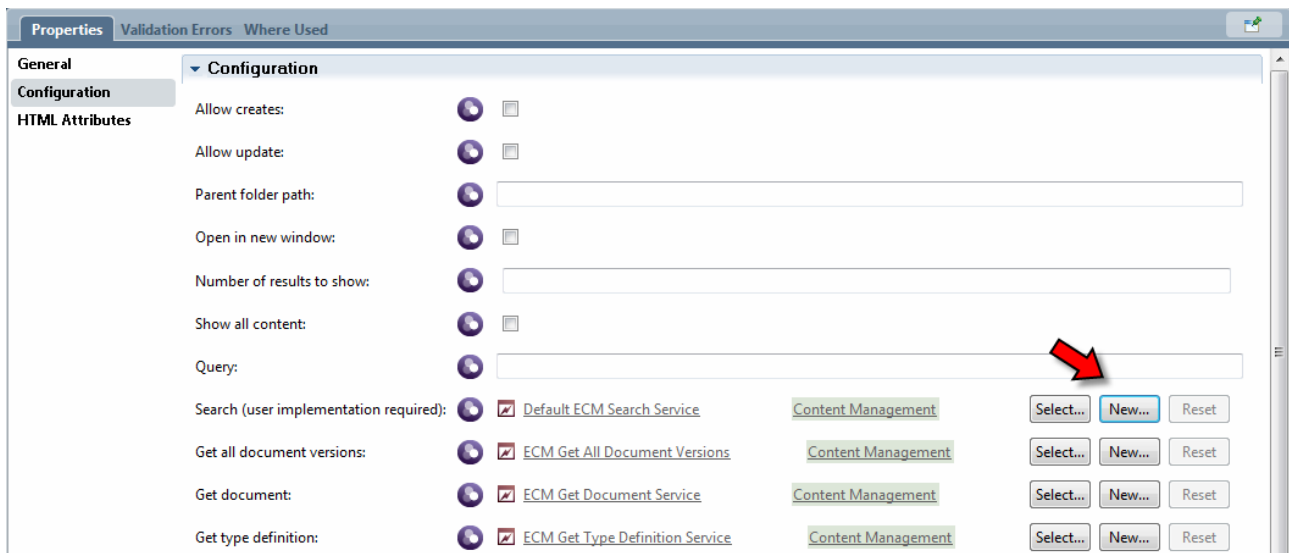 Properties Validation Errors Where Used
General
Configuration
HTML Attributes
Configuration
Allow creates:
Allow update:
Parent folder path:
Open in new window:
Number of results to show:
Show all content:
Query:
Search (user implementation required): Default ECM Search Service Content Management Select... New... Reset
Get all document versions: ECM Get All Document Versions Content Management Select... New... Reset
Get document: ECM Get Document Service Content Management Select... New... Reset
Get type definition: ECM Get Type Definition Service Content Management Select... New... Reset